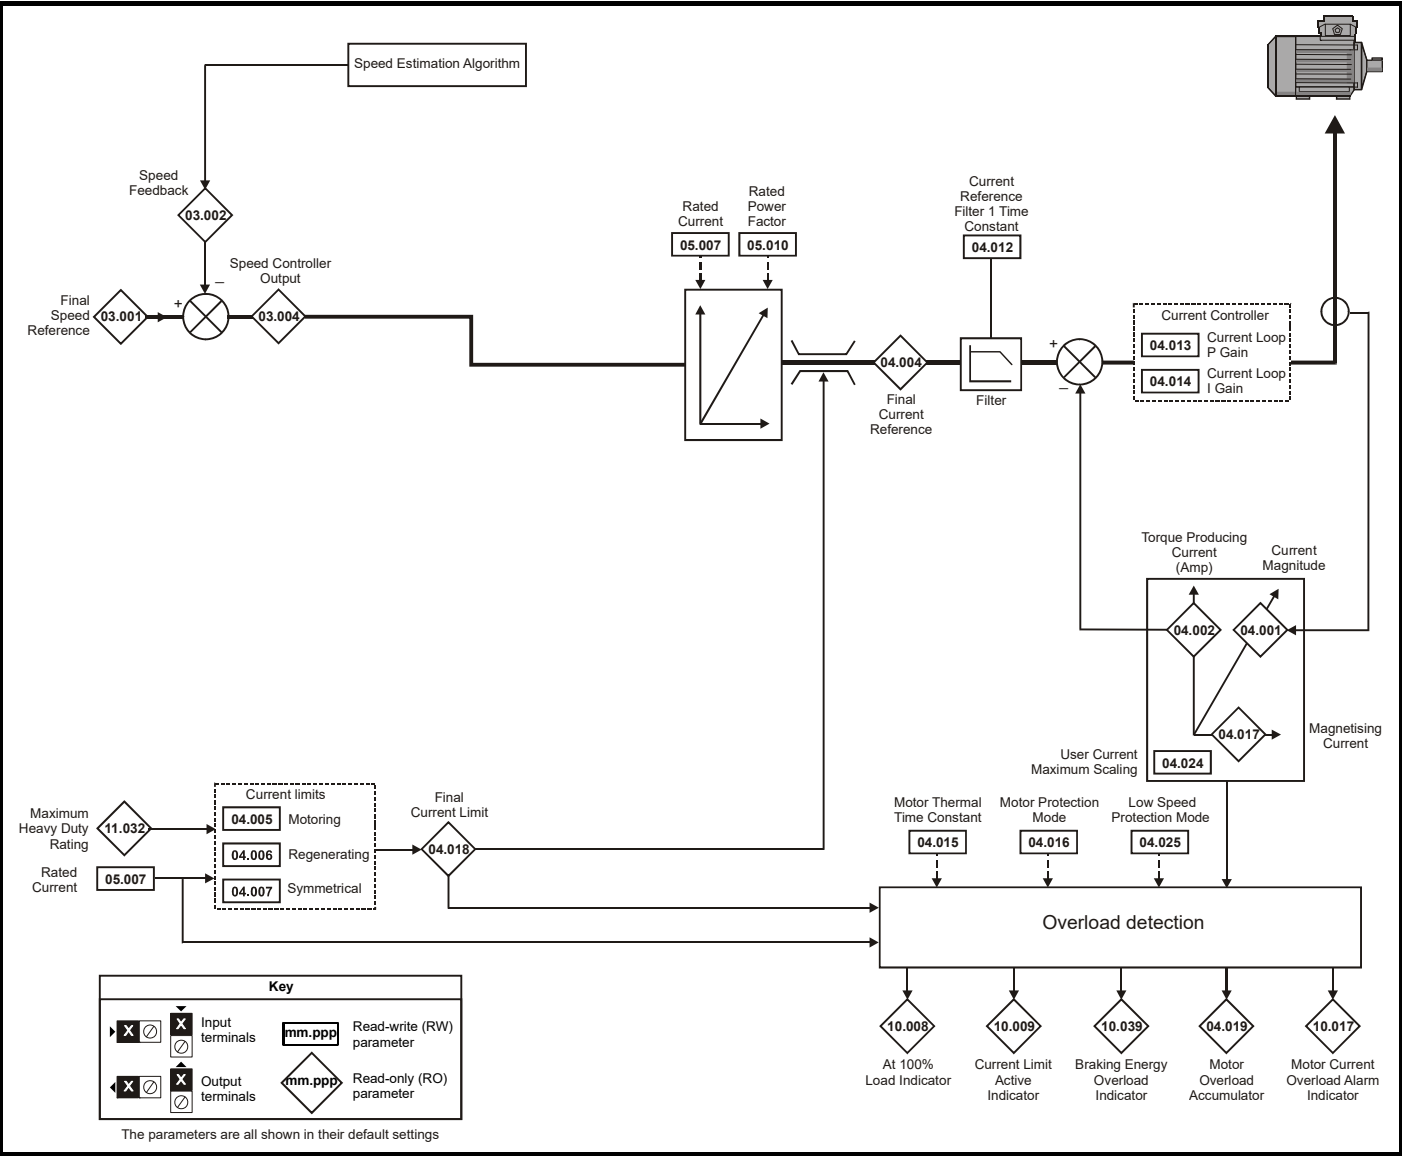 Speed Estimation Algorithm
Speed
Feedback
03.002
–
Speed Controller
Output
Final
Speed
Reference
03.001
+
03.004
Rated
Current
05.007
Rated
Power
Factor
05.010
Current
Reference
Filter 1 Time
Constant
04.012
04.004
Final
Current
Reference
Filter
+
–
Current Controller
04.013
Current Loop
P Gain
04.014
Current Loop
I Gain
Torque Producing
Current
(Amp)
Current
Magnitude
04.002
04.001
04.017
Magnetising
Current
User Current
Maximum Scaling
04.024
Maximum
Heavy Duty
Rating
11.032
Rated
Current
05.007
Current limits
04.005
Motoring
04.006
Regenerating
04.007
Symmetrical
Final
Current Limit
04.018
Motor Thermal
Time Constant
04.015
Motor Protection
Mode
04.016
Low Speed
Protection Mode
04.025
Overload detection
10.008
At 100%
Load Indicator
10.009
Current Limit
Active
Indicator
10.039
Braking Energy
Overload
Indicator
04.019
Motor
Overload
Accumulator
10.017
Motor Current
Overload Alarm
Indicator
Key
X
X
Input
terminals
mm.ppp
Read-write (RW)
parameter
X
X
Output
terminals
mm.ppp
Read-only (RO)
parameter
The parameters are all shown in their default settings